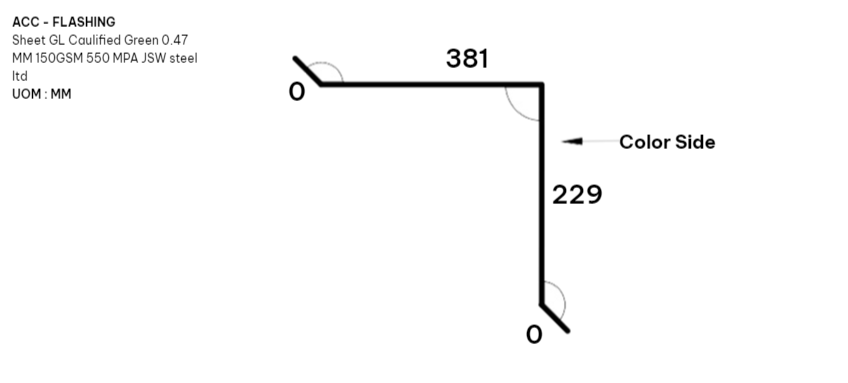 ACC - FLASHING
Sheet GL Caulified Green 0.47
MM 150GSM 550 MPA JSW steel
ltd
UOM : MM
381
0
Color Side
229
0